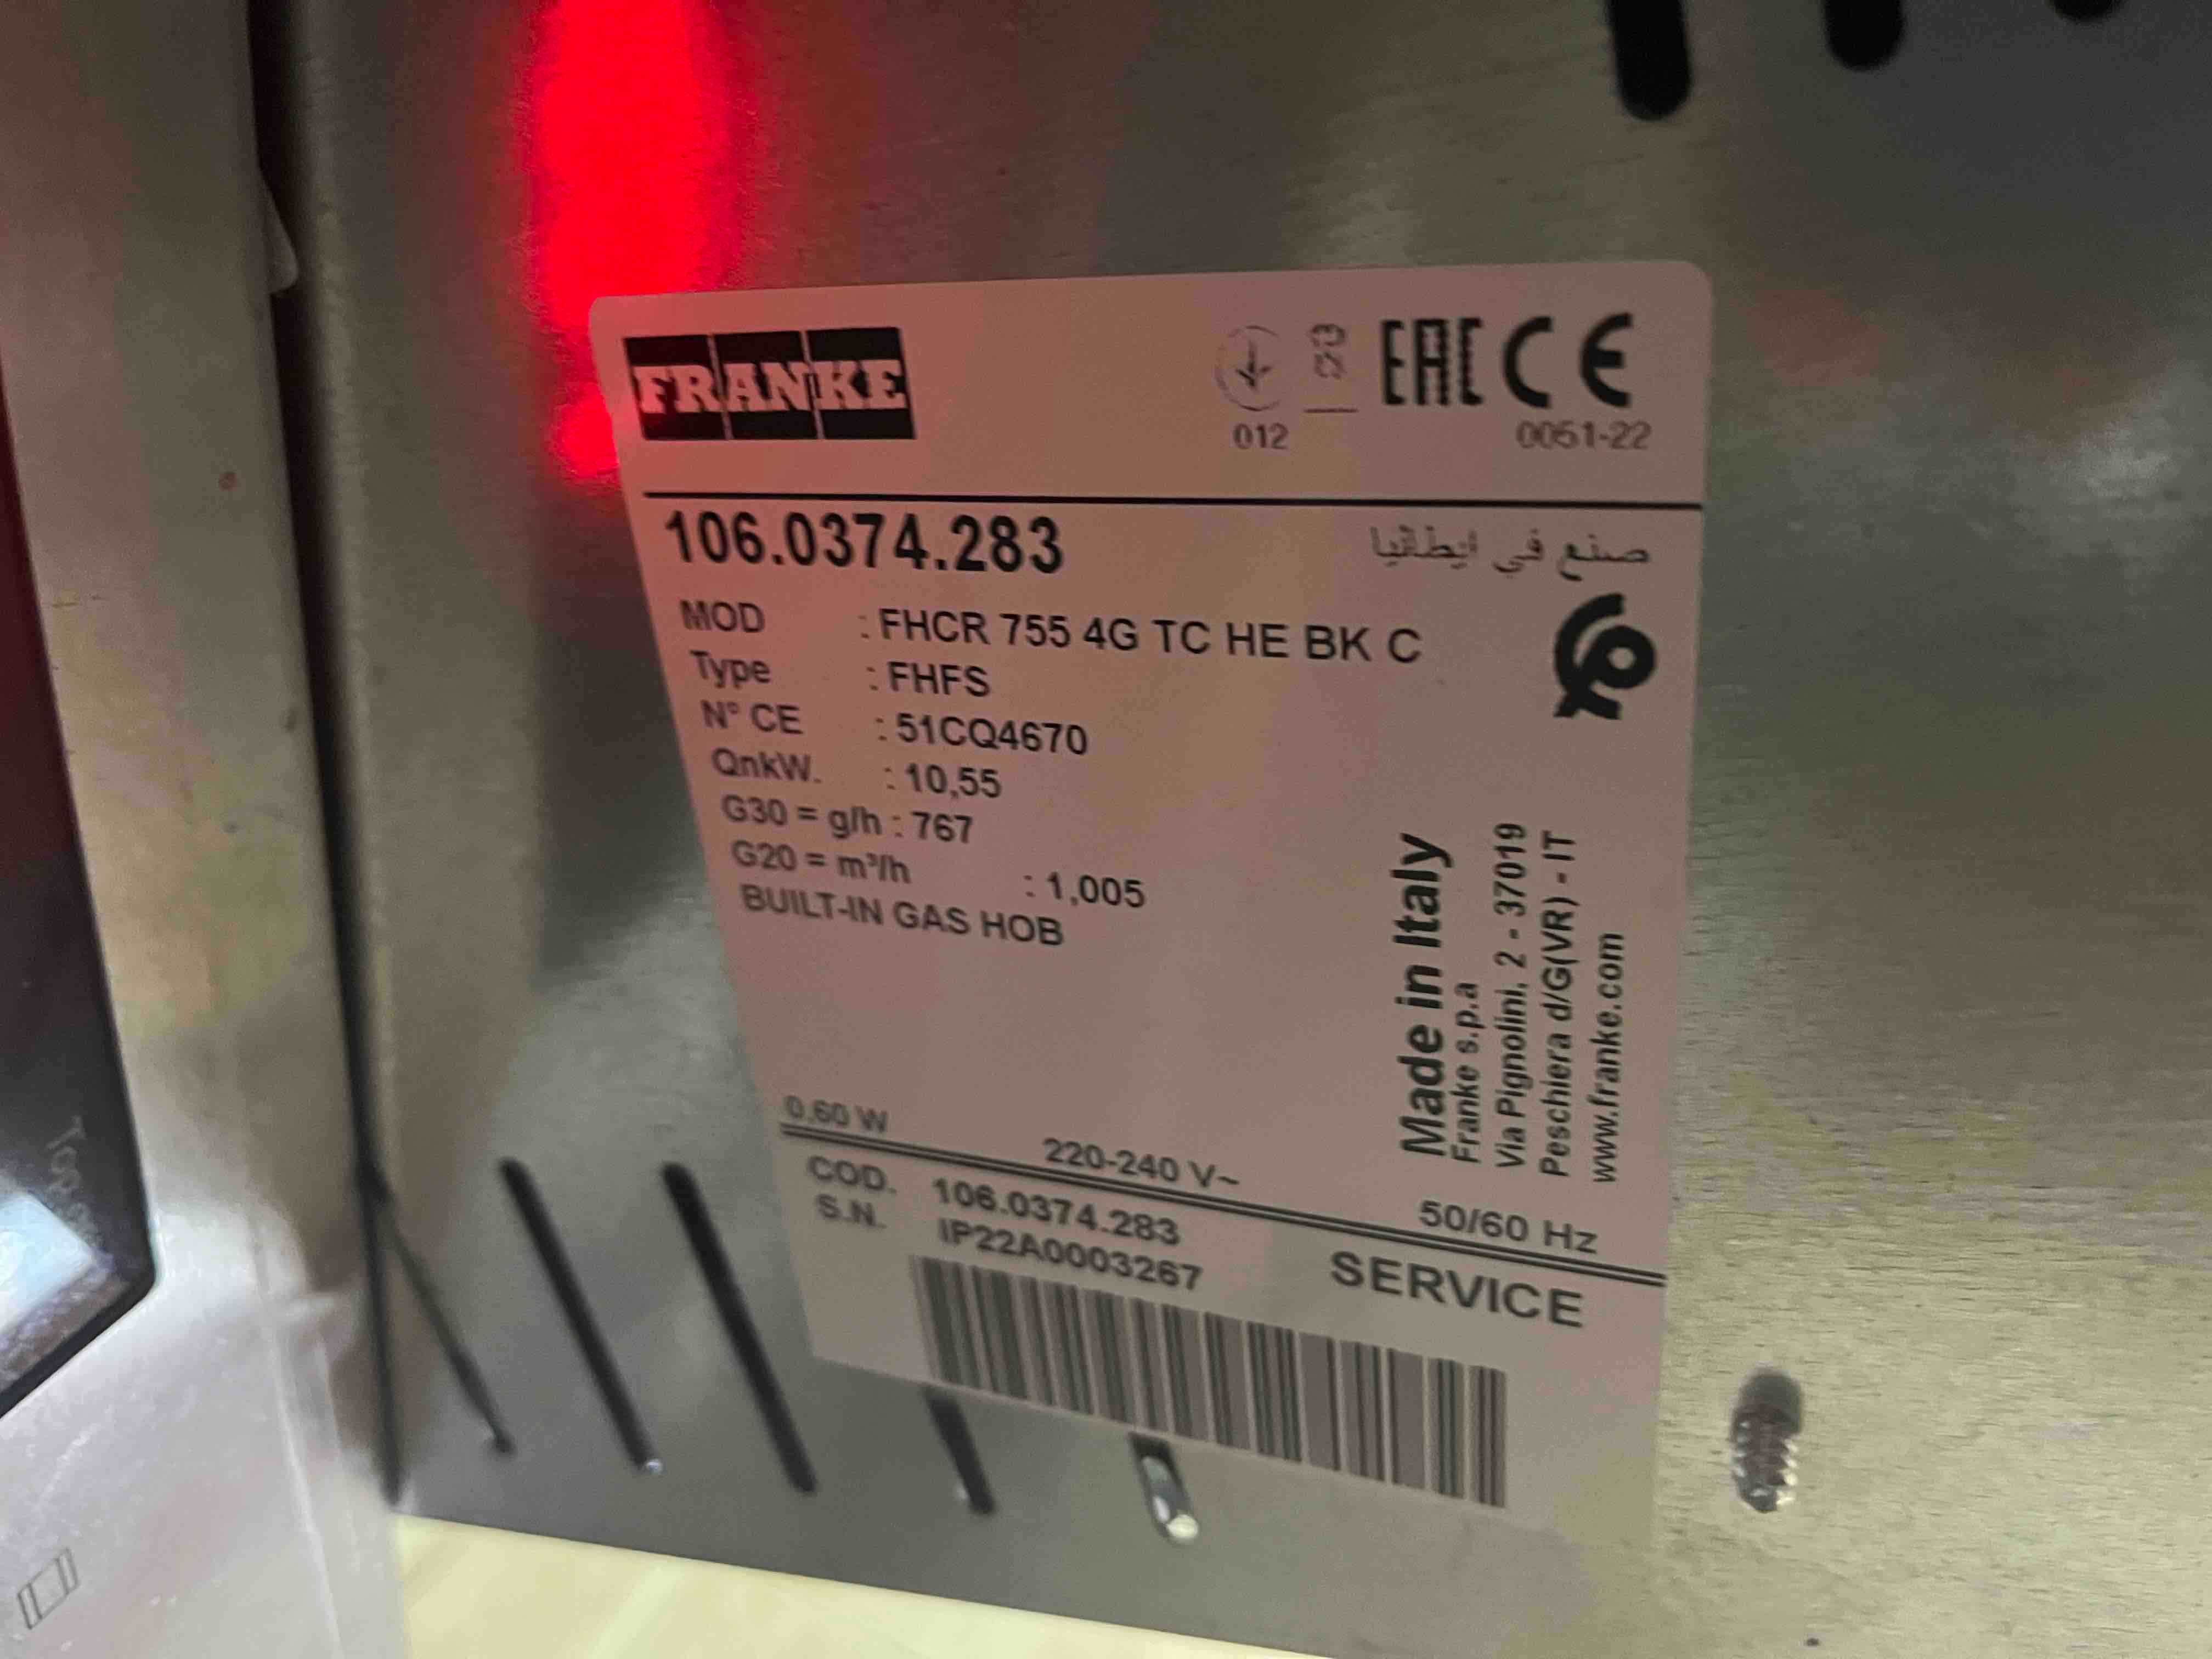 FRANKE
EAC CE
012
0051-22
106.0374.283
صنع في ايطاليا
MOD : FHCR 755 4G TC HE BK C
Type : FHFS
N° CE : 51CQ4670
QnkW. : 10,55
G30 = g/h : 767
G20 = m³/h : 1,005
BUILT-IN GAS HOB
Made in Italy
Franke s.p.a
Via Pignolini, 2 - 37019
Peschiera d/G(VR) - IT
www.franke.com
0,60 W 220-240 V~ 50/60 Hz
COD. 106.0374.283
S.N. IP22A0003267
SERVICE